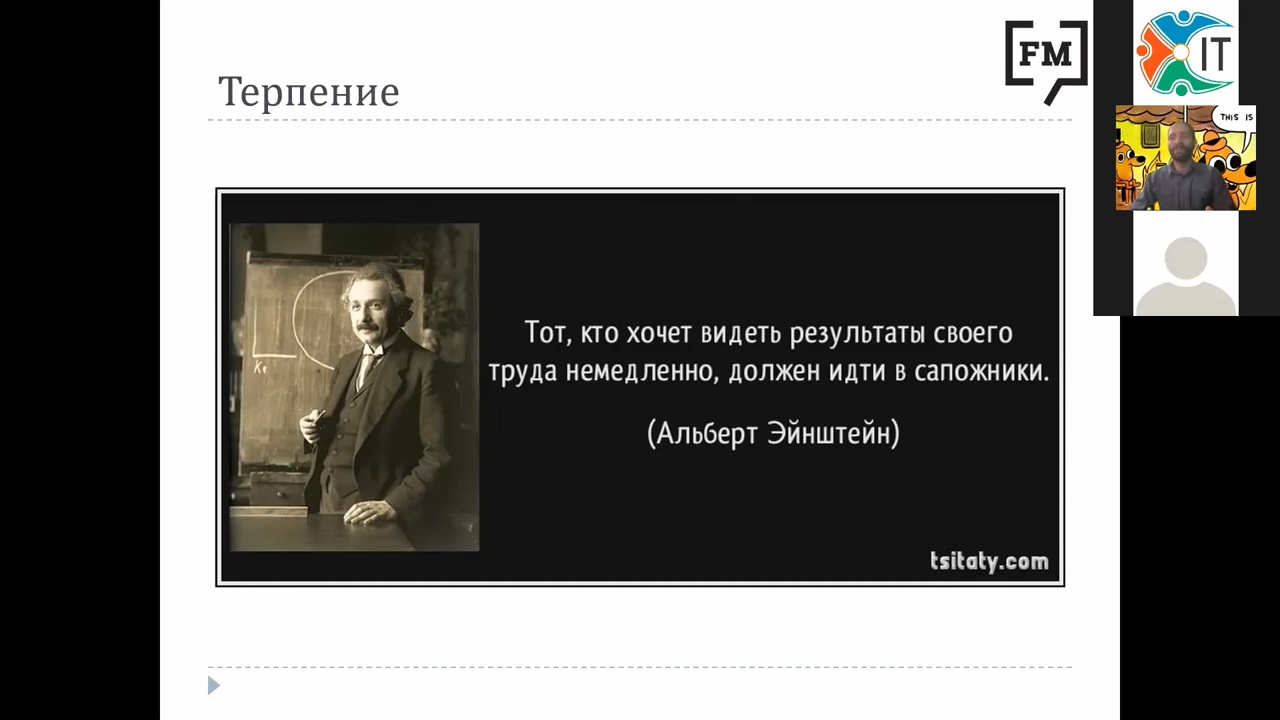 Терпение
FM
IT
THIS IS
Тот, кто хочет видеть результаты своего
труда немедленно, должен идти в сапожники.
(Альберт Эйнштейн)
tsitaty.com